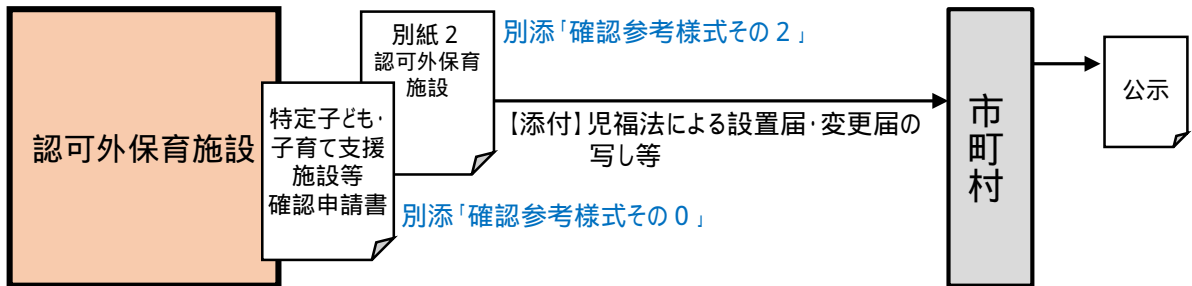 認可外保育施設
特定子ども・
子育て支援
施設等
確認申請書
別紙2
認可外保育
施設
別添「確認参考様式その2」
【添付】児福法による設置届・変更届の
写し等
別添「確認参考様式その0」
市町村
公示